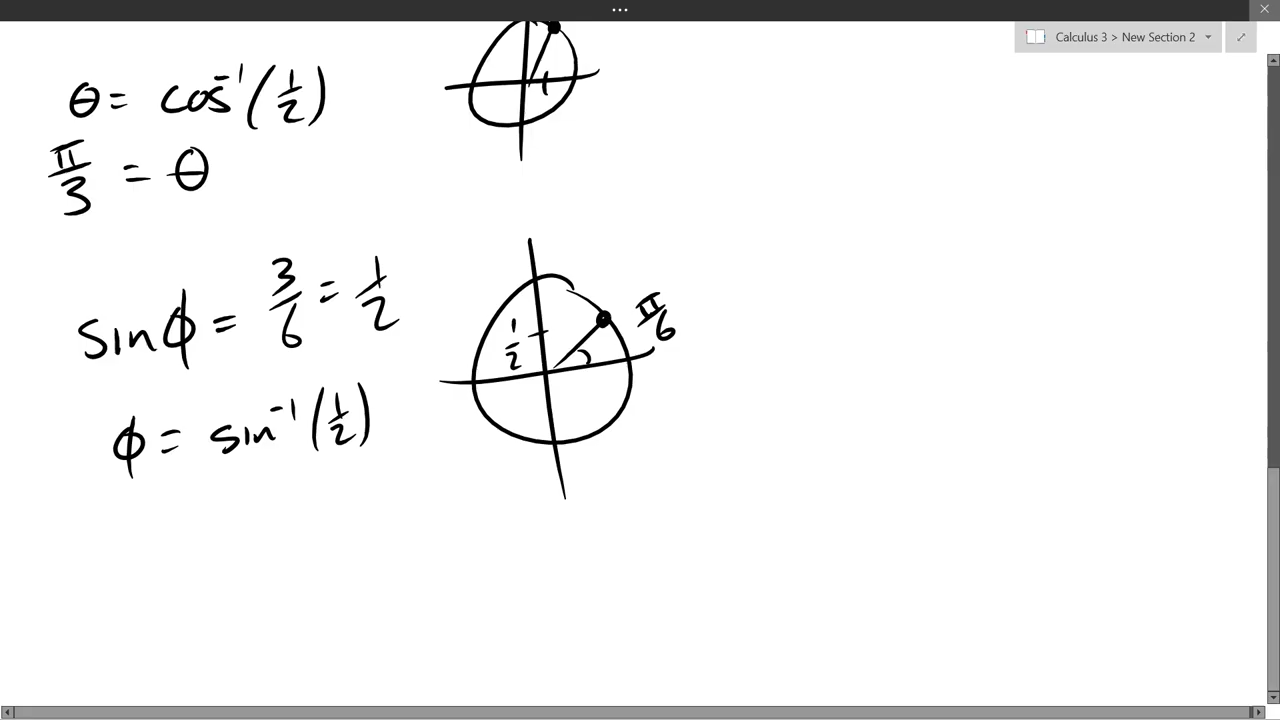 Calculus 3 > New Section 2
θ = cos⁻¹(1/2)
π/3 = θ
sin φ = 3/6 = 1/2
1/2
π/6
φ = sin⁻¹(1/2)